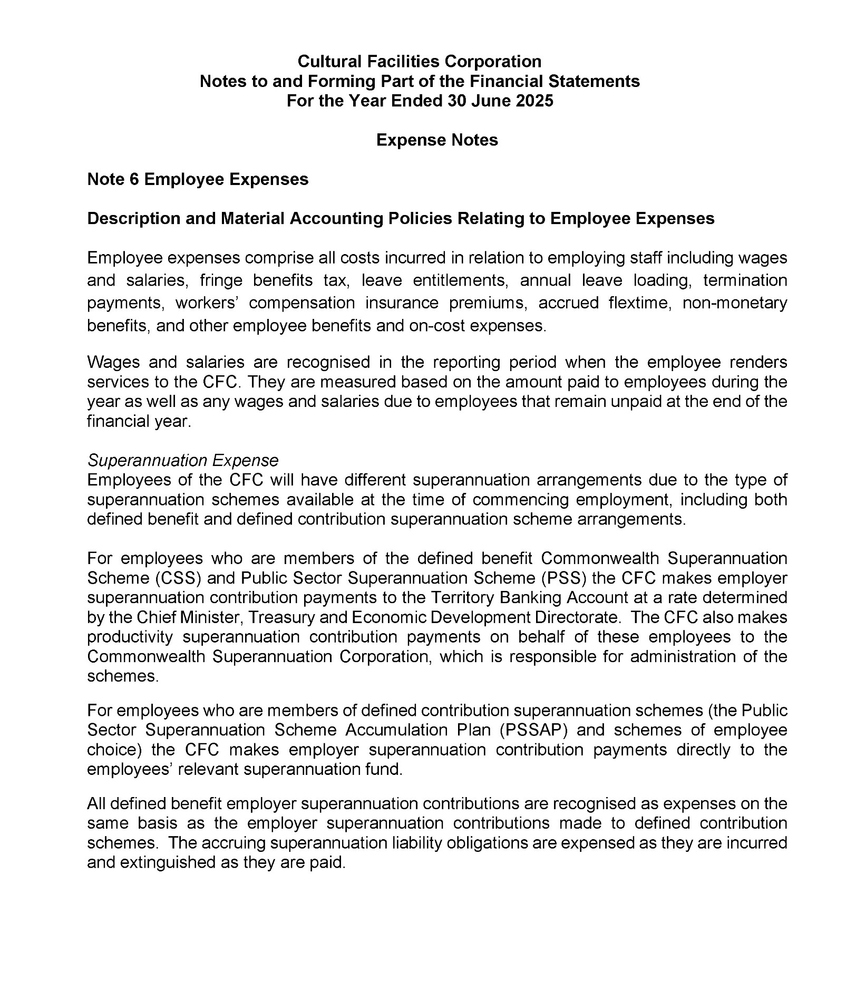 Cultural Facilities Corporation
Notes to and Forming Part of the Financial Statements
For the Year Ended 30 June 2025
Expense Notes
Note 6 Employee Expenses
Description and Material Accounting Policies Relating to Employee Expenses
Employee expenses comprise all costs incurred in relation to employing staff including wages
and salaries, fringe benefits tax, leave entitlements, annual leave loading, termination
payments, workers’ compensation insurance premiums, accrued flextime, non-monetary
benefits, and other employee benefits and on-cost expenses.
Wages and salaries are recognised in the reporting period when the employee renders
services to the CFC. They are measured based on the amount paid to employees during the
year as well as any wages and salaries due to employees that remain unpaid at the end of the
financial year.
Superannuation Expense
Employees of the CFC will have different superannuation arrangements due to the type of
superannuation schemes available at the time of commencing employment, including both
defined benefit and defined contribution superannuation scheme arrangements.
For employees who are members of the defined benefit Commonwealth Superannuation
Scheme (CSS) and Public Sector Superannuation Scheme (PSS) the CFC makes employer
superannuation contribution payments to the Territory Banking Account at a rate determined
by the Chief Minister, Treasury and Economic Development Directorate.  The CFC also makes
productivity superannuation contribution payments on behalf of these employees to the
Commonwealth Superannuation Corporation, which is responsible for administration of the
schemes.
For employees who are members of defined contribution superannuation schemes (the Public
Sector Superannuation Scheme Accumulation Plan (PSSAP) and schemes of employee
choice) the CFC makes employer superannuation contribution payments directly to the
employees’ relevant superannuation fund.
All defined benefit employer superannuation contributions are recognised as expenses on the
same basis as the employer superannuation contributions made to defined contribution
schemes.  The accruing superannuation liability obligations are expensed as they are incurred
and extinguished as they are paid.